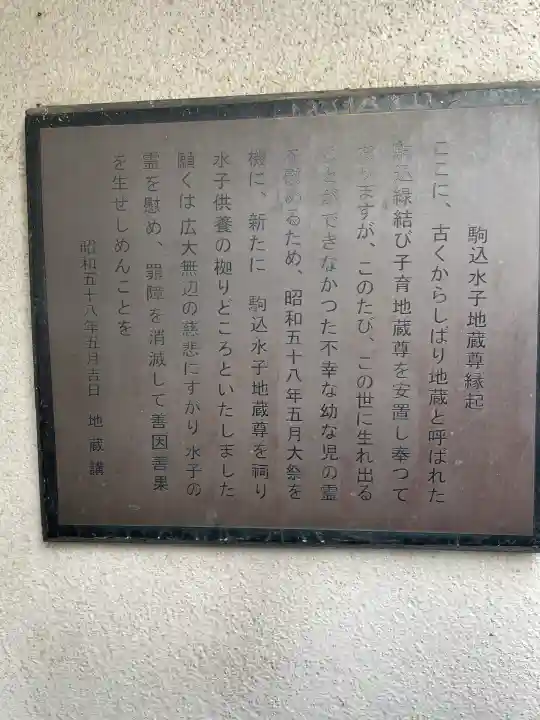 駒込水子地蔵尊縁起
ここに、古くからしばり地蔵と呼ばれた
駒込縁結び子育地蔵尊を安置し奉つて
ありますが、このたび、この世に生れ出る
ことができなかつた不幸な幼な児の霊
を慰めるため、昭和五十八年五月大祭を
機に、新たに 駒込水子地蔵尊を祠り
水子供養の拠りどころといたしました
願くは広大無辺の慈悲にすがり水子の
霊を慰め、罪障を消滅して善因善果
を生せしめんことを
昭和五十八年五月吉日 地蔵講